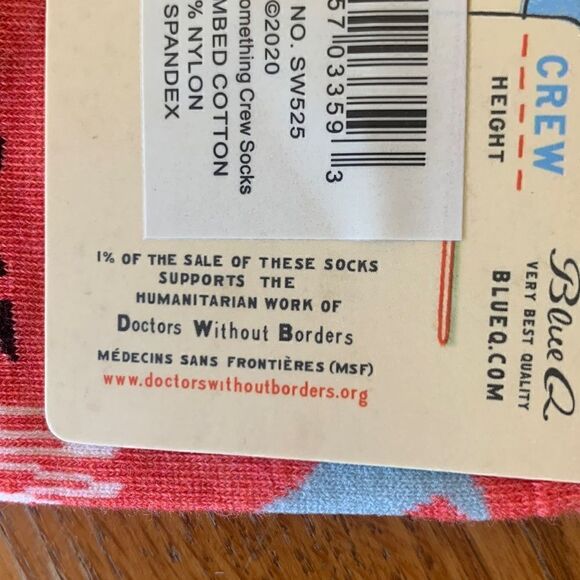 57 03359 3
NO. SW525
©2020
omething Crew Socks
MBED COTTON
% NYLON
SPANDEX
CREW
HEIGHT
Blue Q.
VERY BEST QUALITY
BLUEQ.COM
1% OF THE SALE OF THESE SOCKS
SUPPORTS THE
HUMANITARIAN WORK OF
Doctors Without Borders
MÉDECINS SANS FRONTIÈRES (MSF)
www.doctorswithoutborders.org